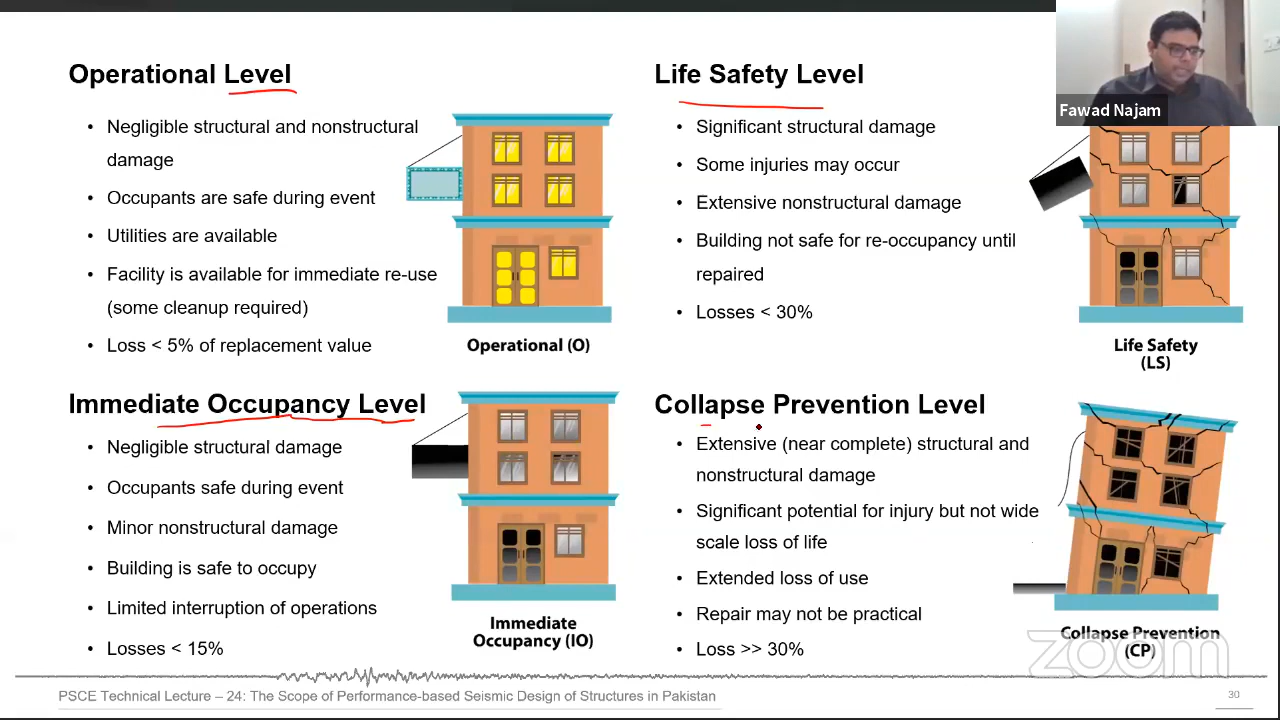 Operational Level
• Negligible structural and nonstructural
damage
• Occupants are safe during event
• Utilities are available
• Facility is available for immediate re-use
(some cleanup required)
• Loss < 5% of replacement value
Operational (O)
Life Safety Level
• Significant structural damage
• Some injuries may occur
• Extensive nonstructural damage
• Building not safe for re-occupancy until
repaired
• Losses < 30%
Life Safety
(LS)
Fawad Najam
Immediate Occupancy Level
• Negligible structural damage
• Occupants safe during event
• Minor nonstructural damage
• Building is safe to occupy
• Limited interruption of operations
• Losses < 15%
Immediate
Occupancy (IO)
Collapse Prevention Level
• Extensive (near complete) structural and
nonstructural damage
• Significant potential for injury but not wide
scale loss of life
• Extended loss of use
• Repair may not be practical
• Loss >> 30%
Collapse Prevention
(CP)
zoom
PSCE Technical Lecture – 24: The Scope of Performance-based Seismic Design of Structures in Pakistan
30